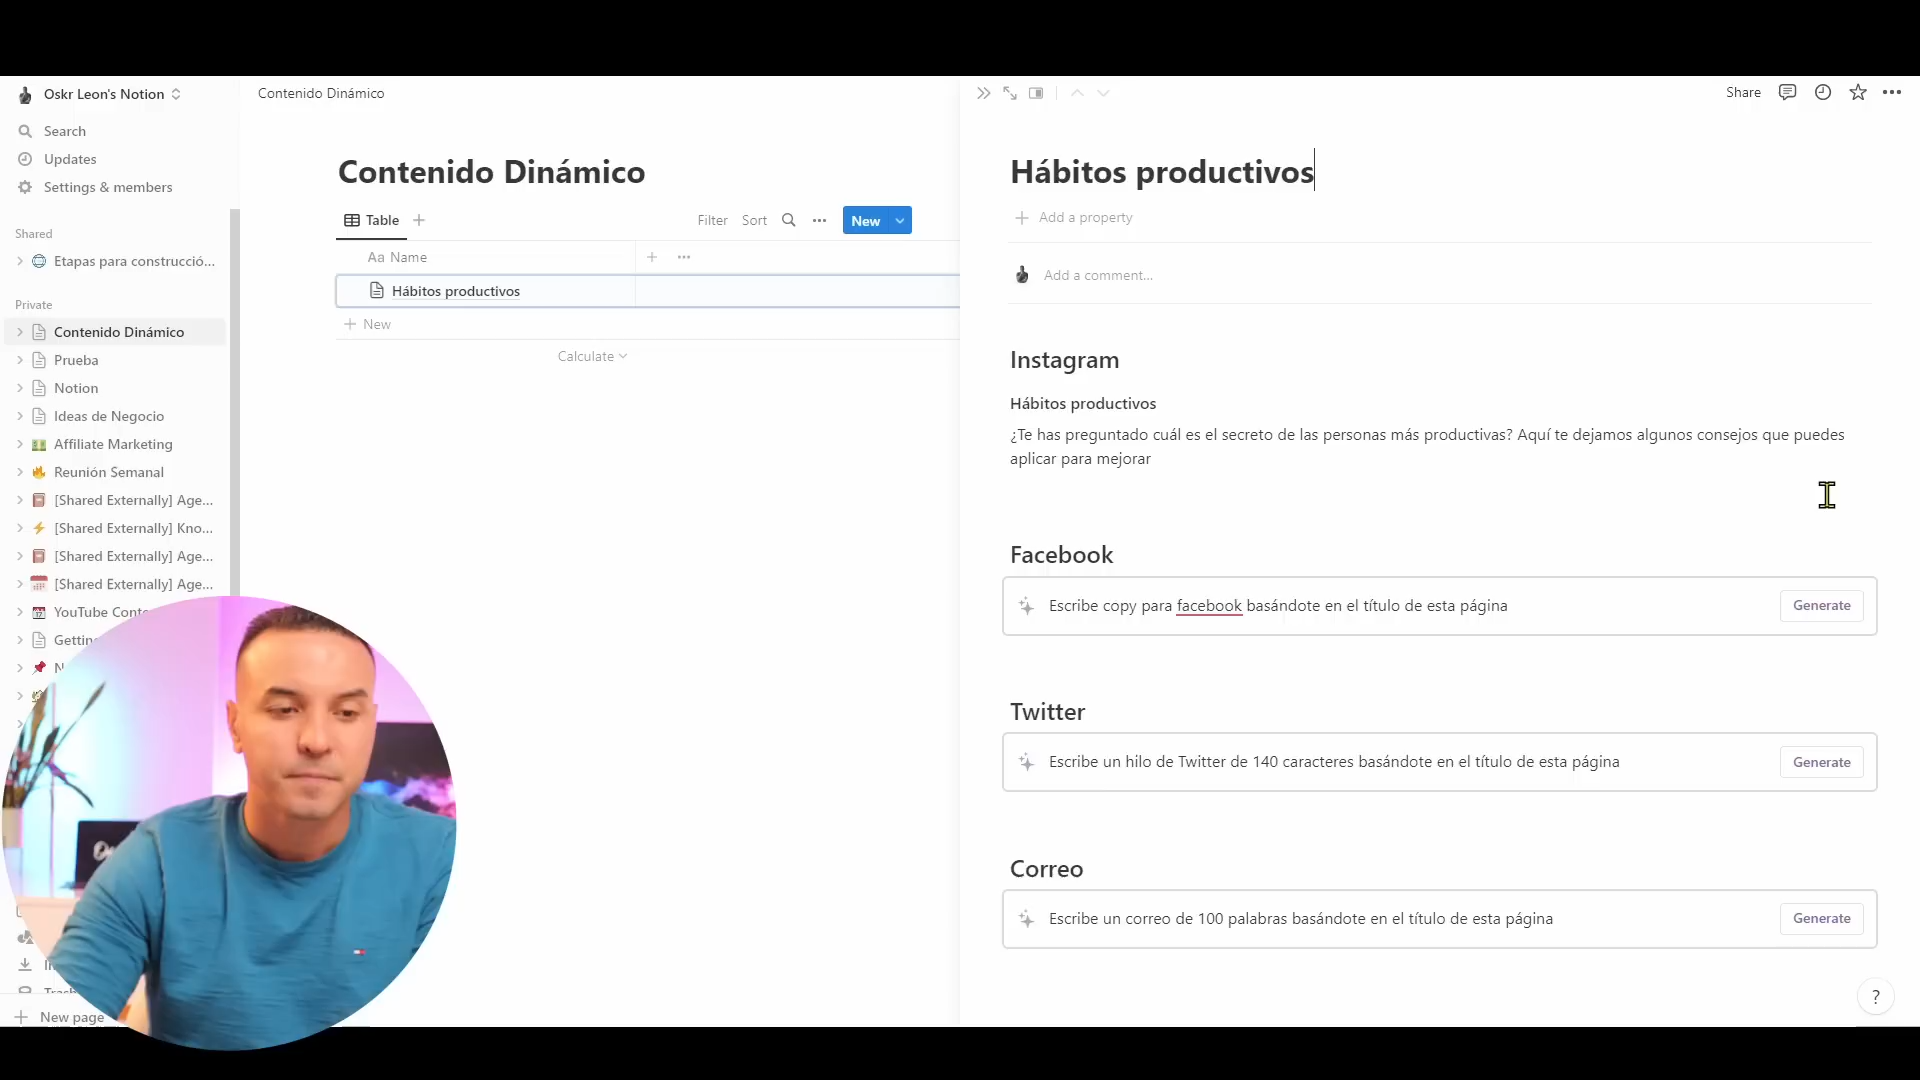 Oskr Leon's Notion
Search
Updates
Settings & members
Shared
Etapas para construcció...
Private
Contenido Dinámico
Prueba
Notion
Ideas de Negocio
Affiliate Marketing
Reunión Semanal
[Shared Externally] Age...
[Shared Externally] Kno...
[Shared Externally] Age...
[Shared Externally] Age...
YouTube
New page
Contenido Dinámico
Contenido Dinámico
Table
Filter Sort New
Aa Name
Hábitos productivos
New
Calculate
Share
Hábitos productivos
Add a property
Add a comment...
Instagram
Hábitos productivos
¿Te has preguntado cuál es el secreto de las personas más productivas? Aquí te dejamos algunos consejos que puedes
aplicar para mejorar
Facebook
Escribe copy para facebook basándote en el título de esta página Generate
Twitter
Escribe un hilo de Twitter de 140 caracteres basándote en el título de esta página Generate
Correo
Escribe un correo de 100 palabras basándote en el título de esta página Generate
?